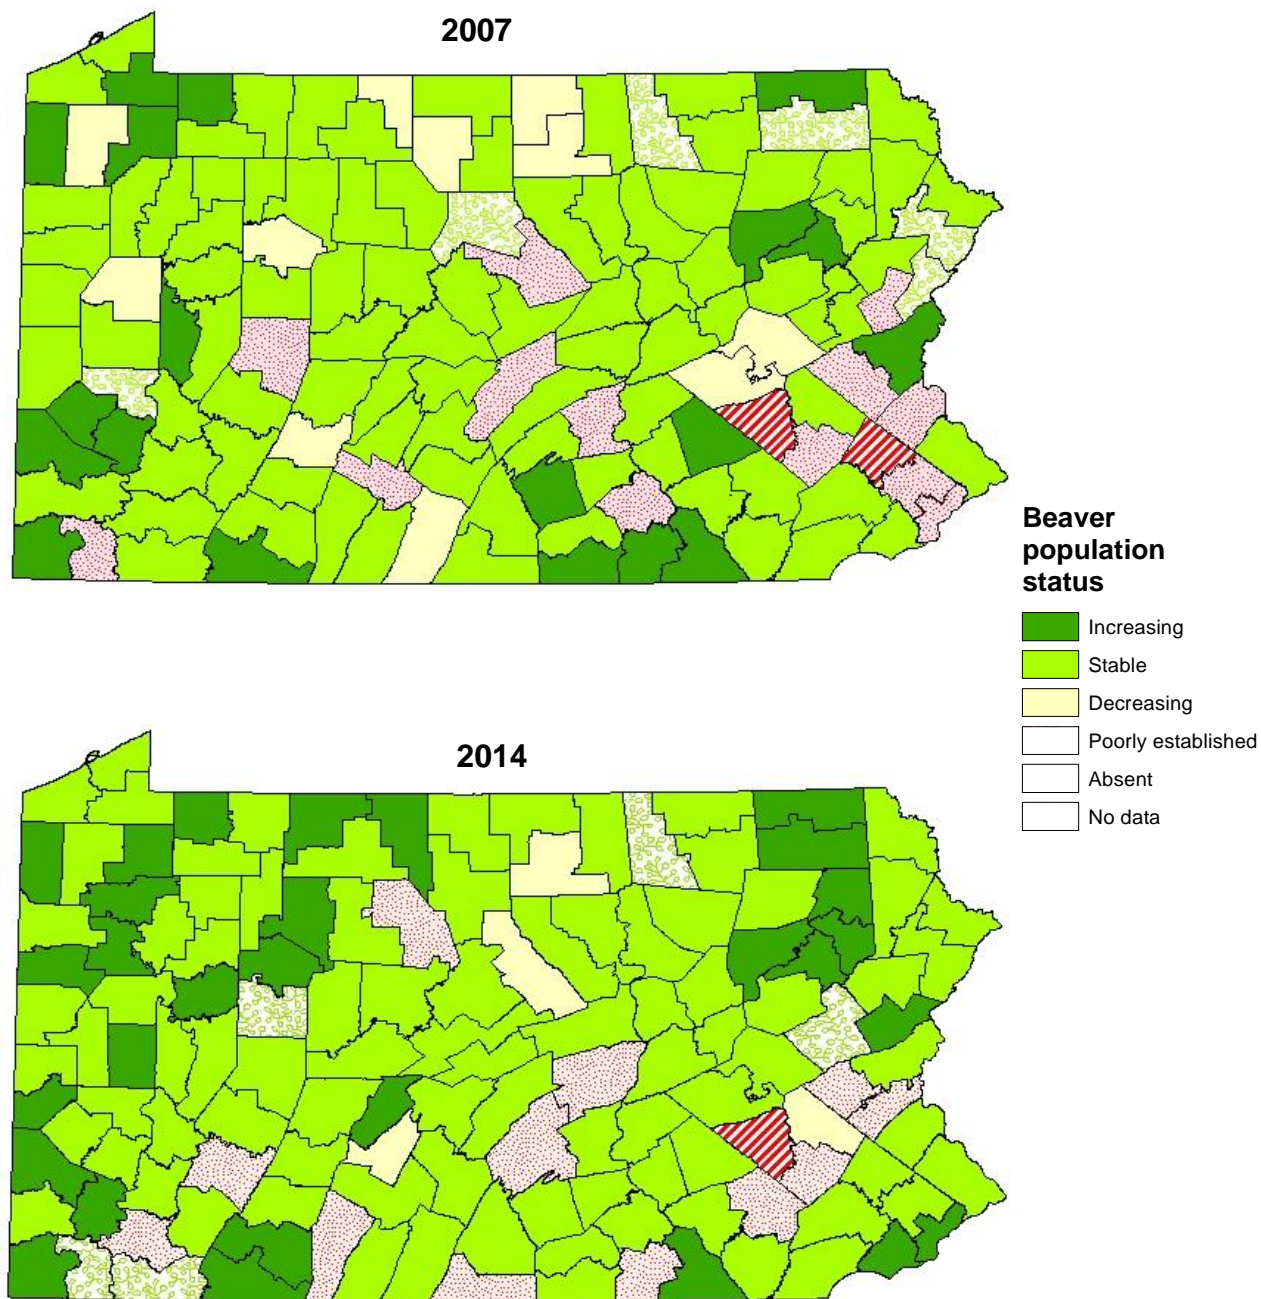 2007
Beaver
population
status
Increasing
Stable
Decreasing
Poorly established
Absent
No data
2014